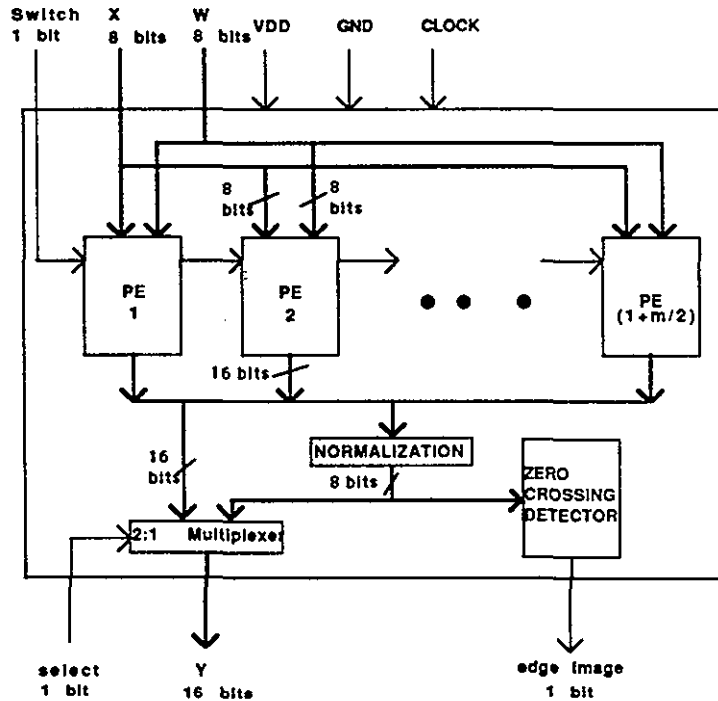 Switch
1 bit
X
8 bits
W
8 bits
VDD
GND
CLOCK
8
bits
8
bits
PE
1
PE
2
PE
(1+m/2)
16 bits
16
bits
NORMALIZATION
8 bits
ZERO
CROSSING
DETECTOR
2:1 Multiplexer
select
1 bit
Y
16 bits
edge image
1 bit